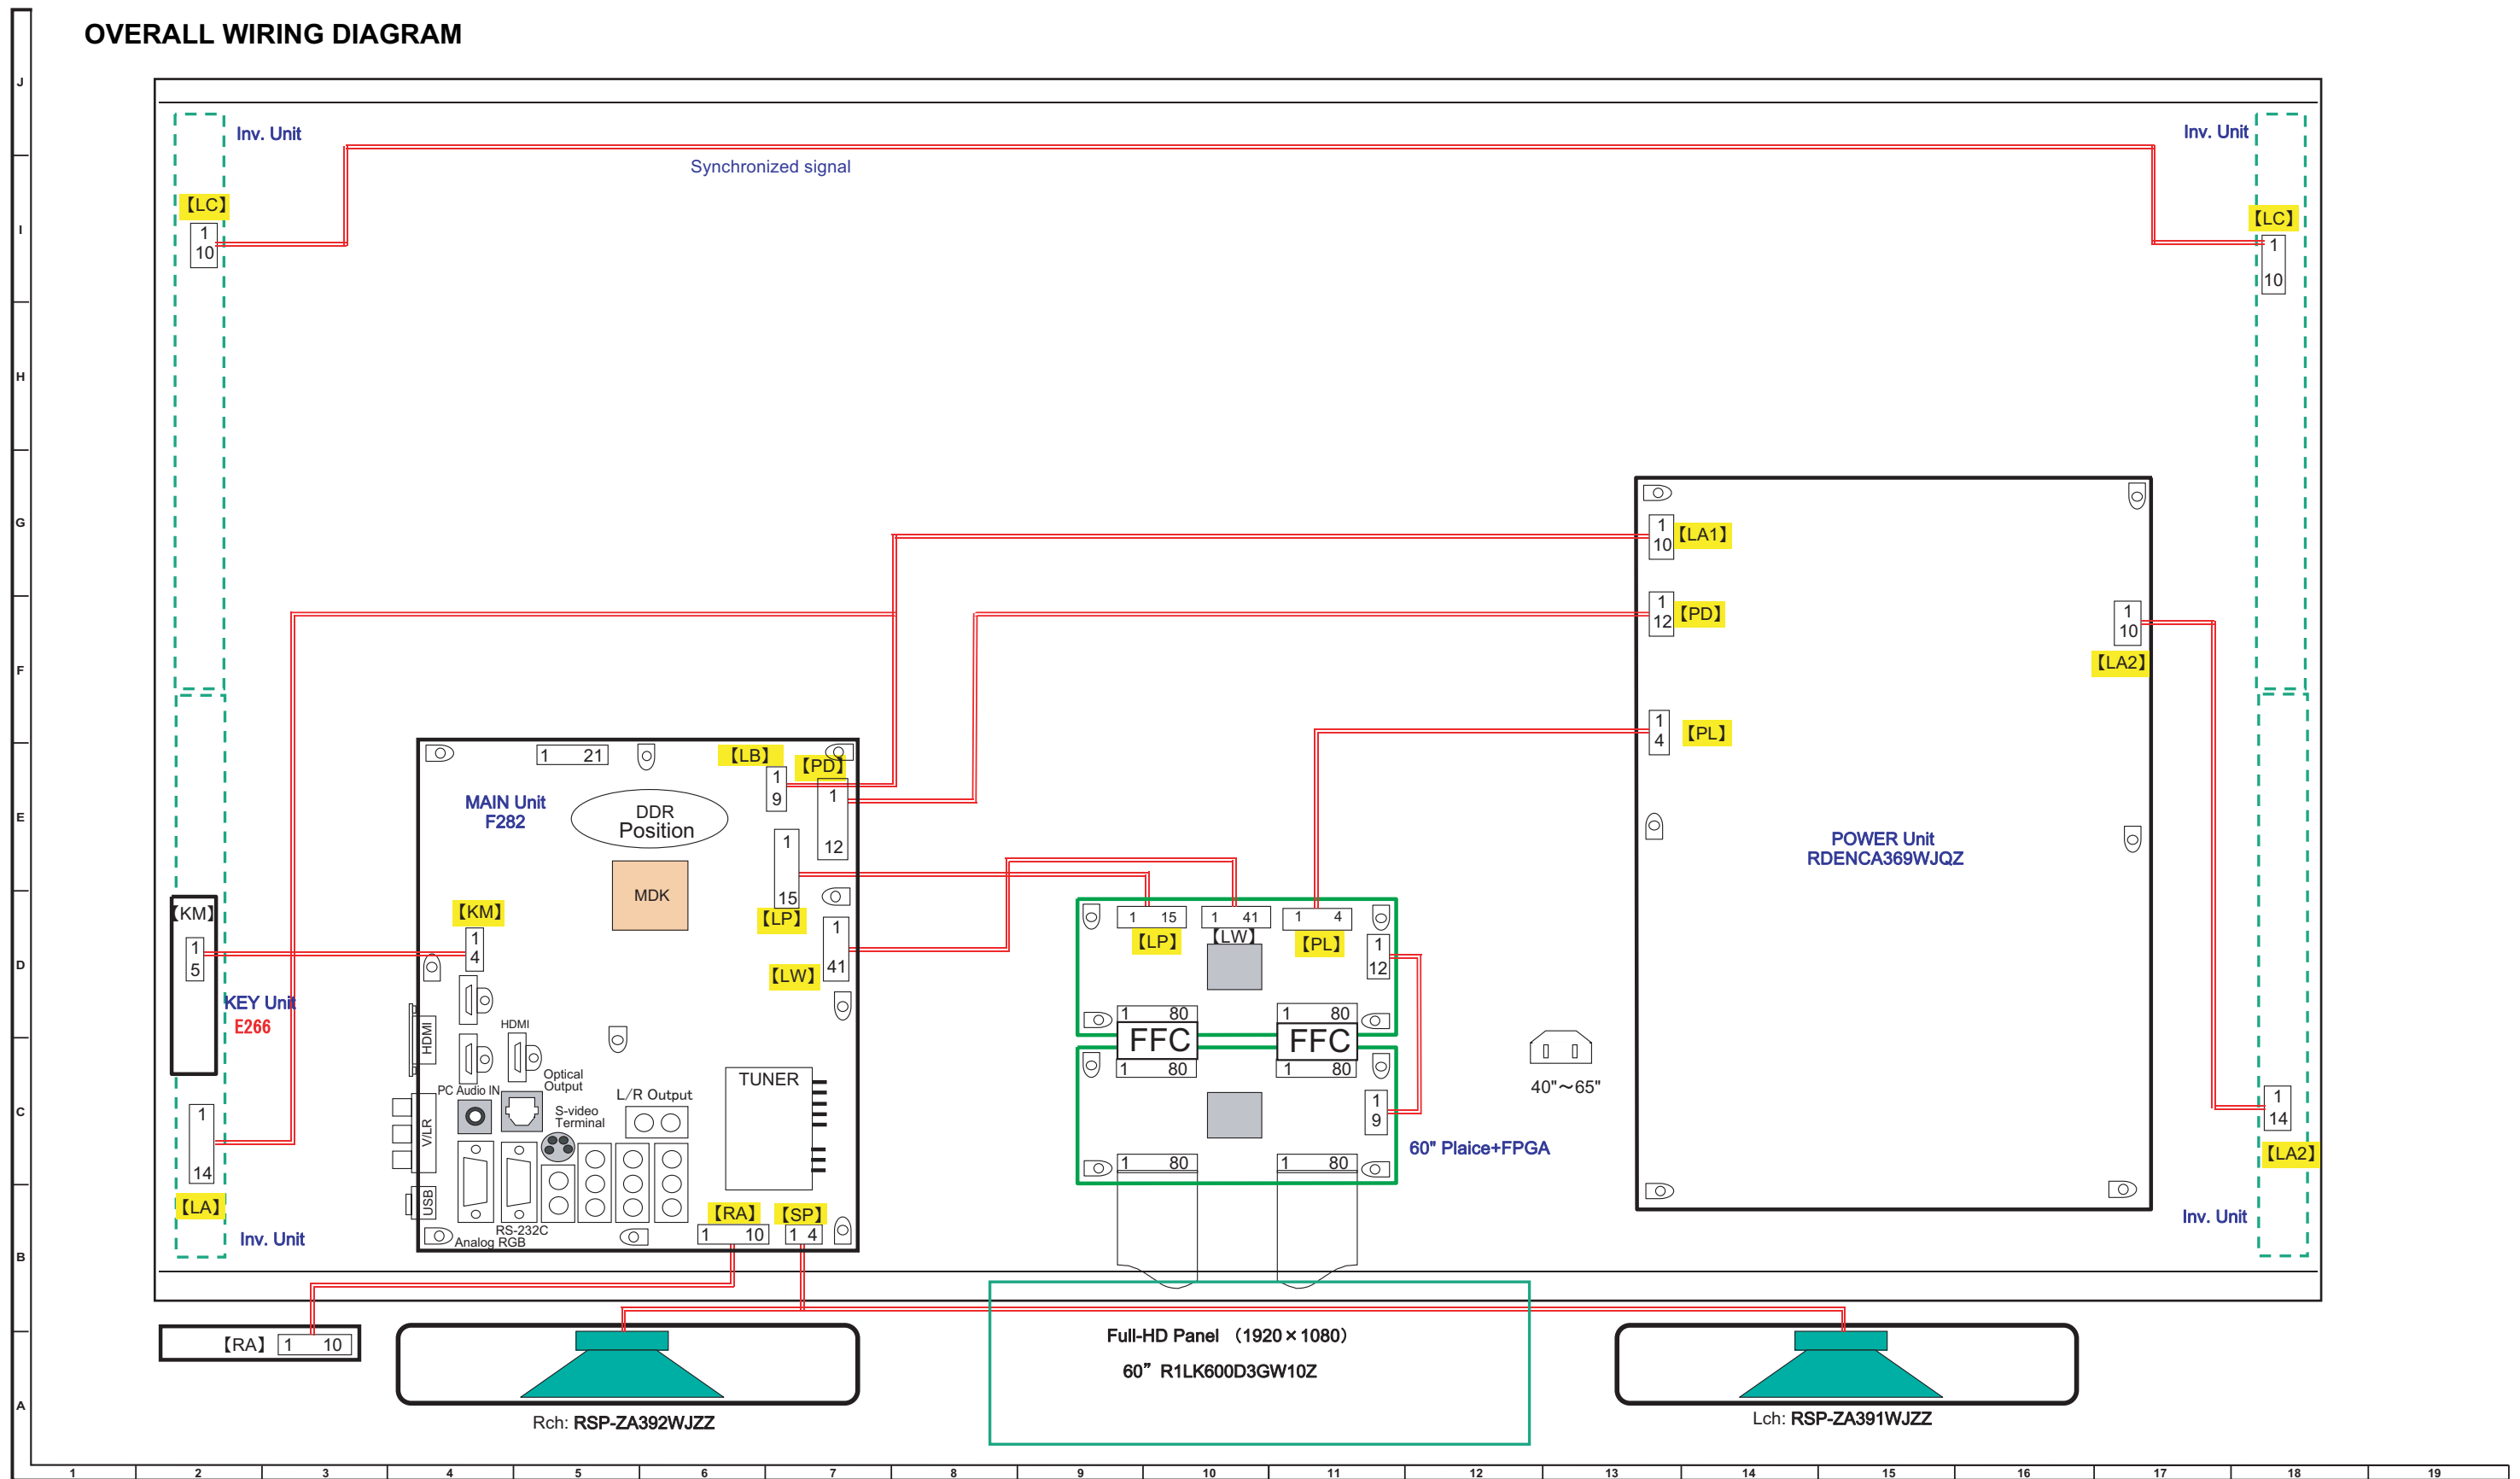 OVERALL WIRING DIAGRAM
J
I
H
G
F
E
D
C
B
A
Inv. Unit
Inv. Unit
Synchronized signal
【LC】
1
10
【LC】
1
10
1
10
【LA1】
1
12
【PD】
1
10
【LA2】
1
4
【PL】
POWER Unit
RDENCA369WJQZ
1 21
【LB】
1
9
【PD】
1
12
MAIN Unit
F282
DDR
Position
MDK
1
15
【LP】
1
41
【LW】
【KM】
1
4
【KM】
1
5
KEY Unit
E266
1
14
【LA】
Inv. Unit
HDMI
HDMI
PC Audio IN
Optical
Output
S-video
Terminal
L/R Output
TUNER
V/LR
USB
RS-232C
Analog RGB
【RA】
1 10
【SP】
1 4
1 15
【LP】
1 41
【LW】
1 4
【PL】
1
12
1 80
1 80
FFC
FFC
1 80
1 80
1
9
1 80
1 80
60" Plaice+FPGA
40"～65"
1
14
【LA2】
Inv. Unit
【RA】 1 10
Rch: RSP-ZA392WJZZ
Full-HD Panel （1920×1080）
60” R1LK600D3GW10Z
Lch: RSP-ZA391WJZZ
1 2 3 4 5 6 7 8 9 10 11 12 13 14 15 16 17 18 19